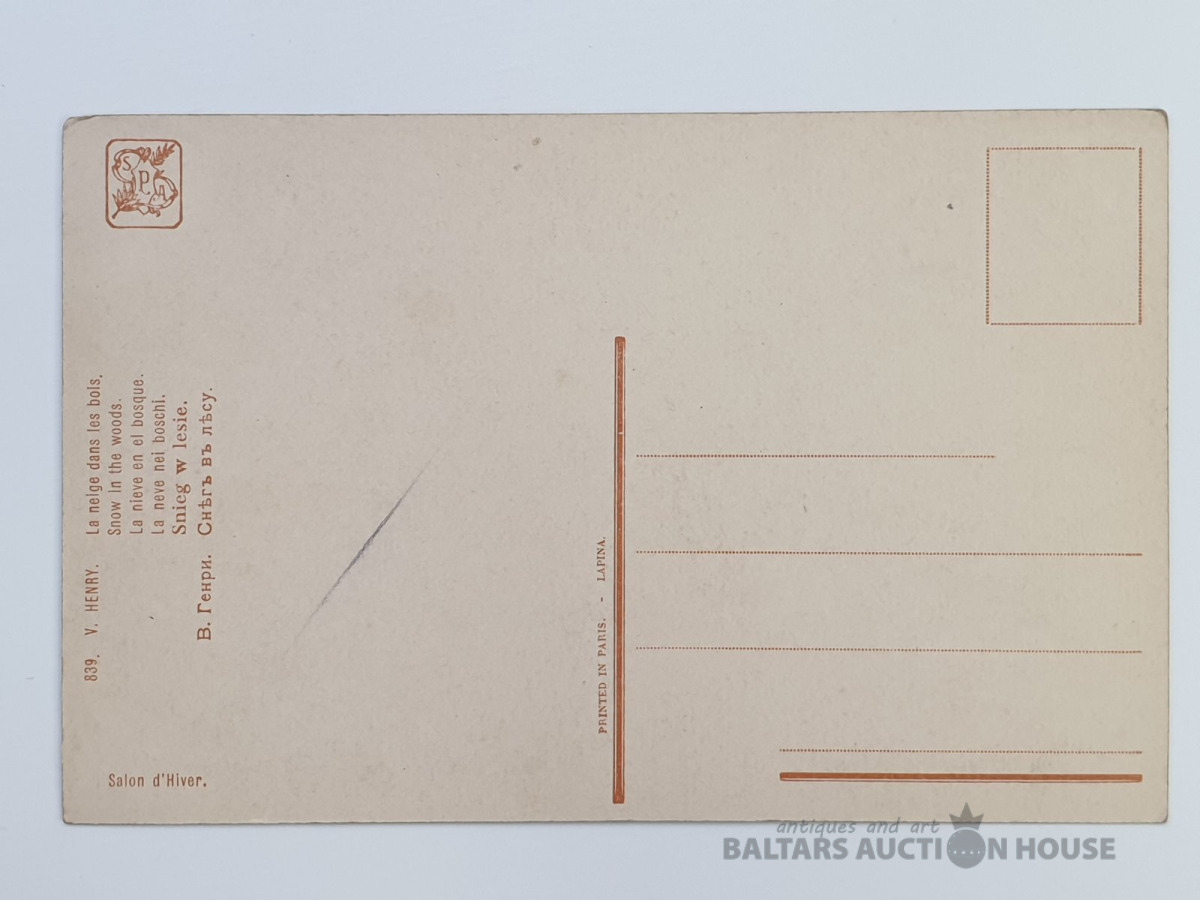 S P A
839. V. HENRY. La neige dans les bois.
Snow in the woods.
La nieve en el bosque.
La neve nei boschi.
Snieg w lesie.
В. Генри. Снѣгъ въ лѣсу.
Salon d'Hiver.
PRINTED IN PARIS. - LAPINA.
antiques and art
BALTARS AUCTION HOUSE